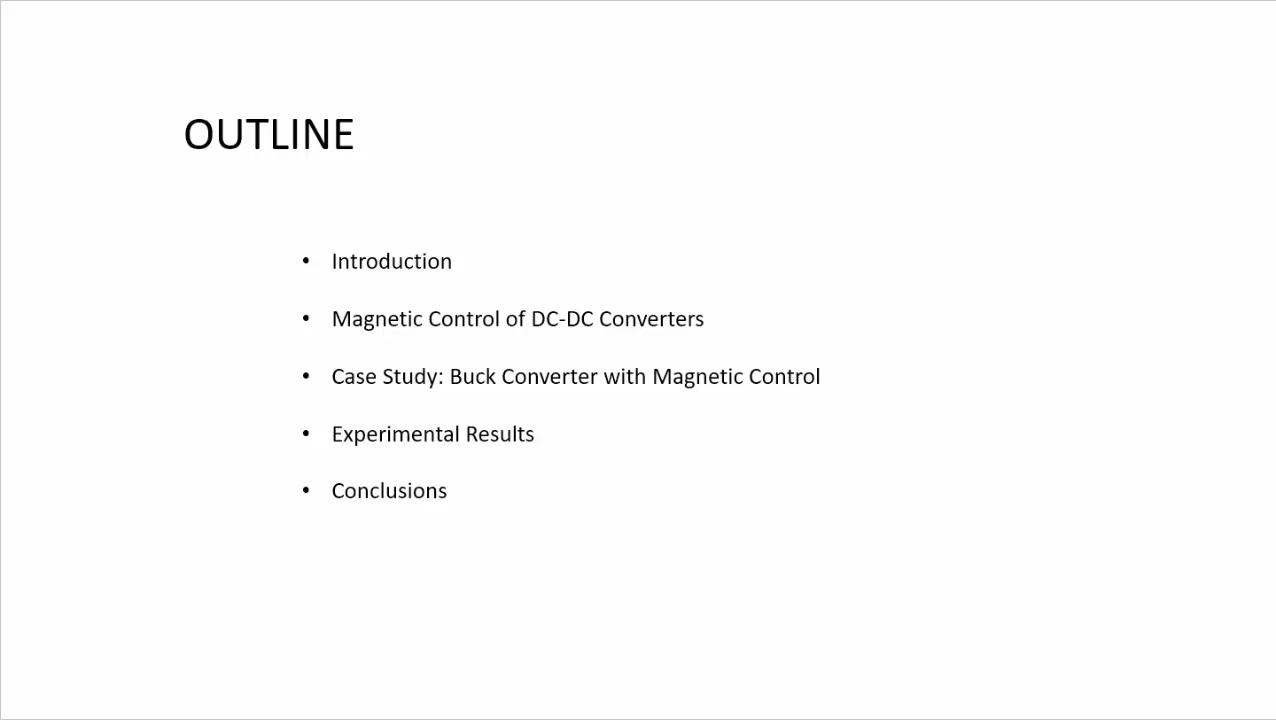 OUTLINE
• Introduction
• Magnetic Control of DC-DC Converters
• Case Study: Buck Converter with Magnetic Control
• Experimental Results
• Conclusions